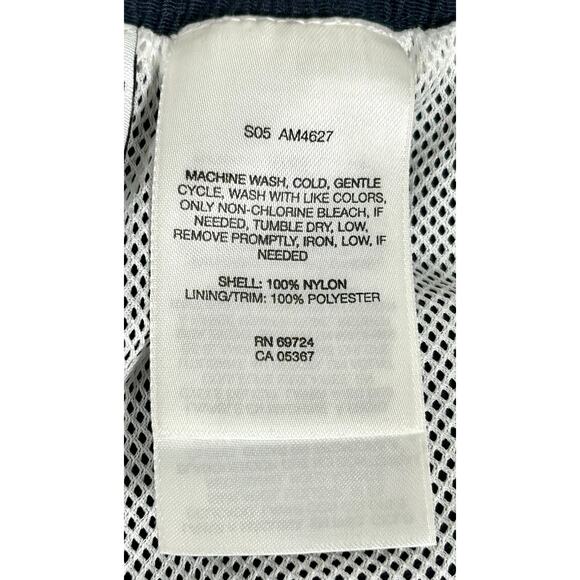 S05 AM4627
MACHINE WASH, COLD, GENTLE
CYCLE, WASH WITH LIKE COLORS,
ONLY NON-CHLORINE BLEACH, IF
NEEDED, TUMBLE DRY, LOW,
REMOVE PROMPTLY, IRON, LOW, IF
NEEDED
SHELL: 100% NYLON
LINING/TRIM: 100% POLYESTER
RN 69724
CA 05367